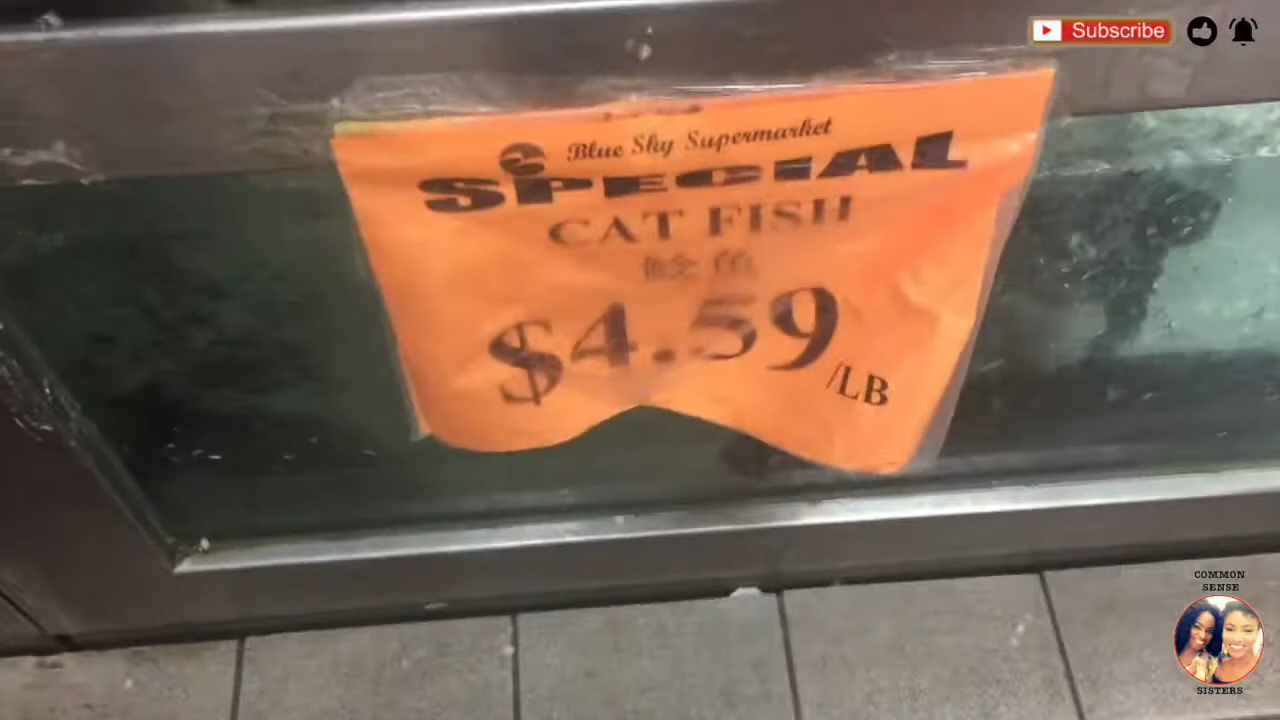 Subscribe
Blue Sky Supermarket
SPECIAL
CAT FISH
鲶鱼
$4.59
/LB
COMMON
SENSE
SISTERS